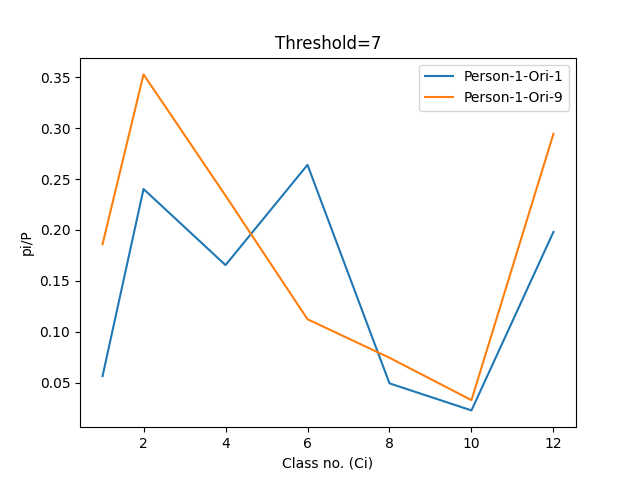 Threshold=7
Person-1-Ori-1
Person-1-Ori-9
0.35
0.30
0.25
0.20
0.15
0.10
0.05
pi/P
2 4 6 8 10 12
Class no. (Ci)